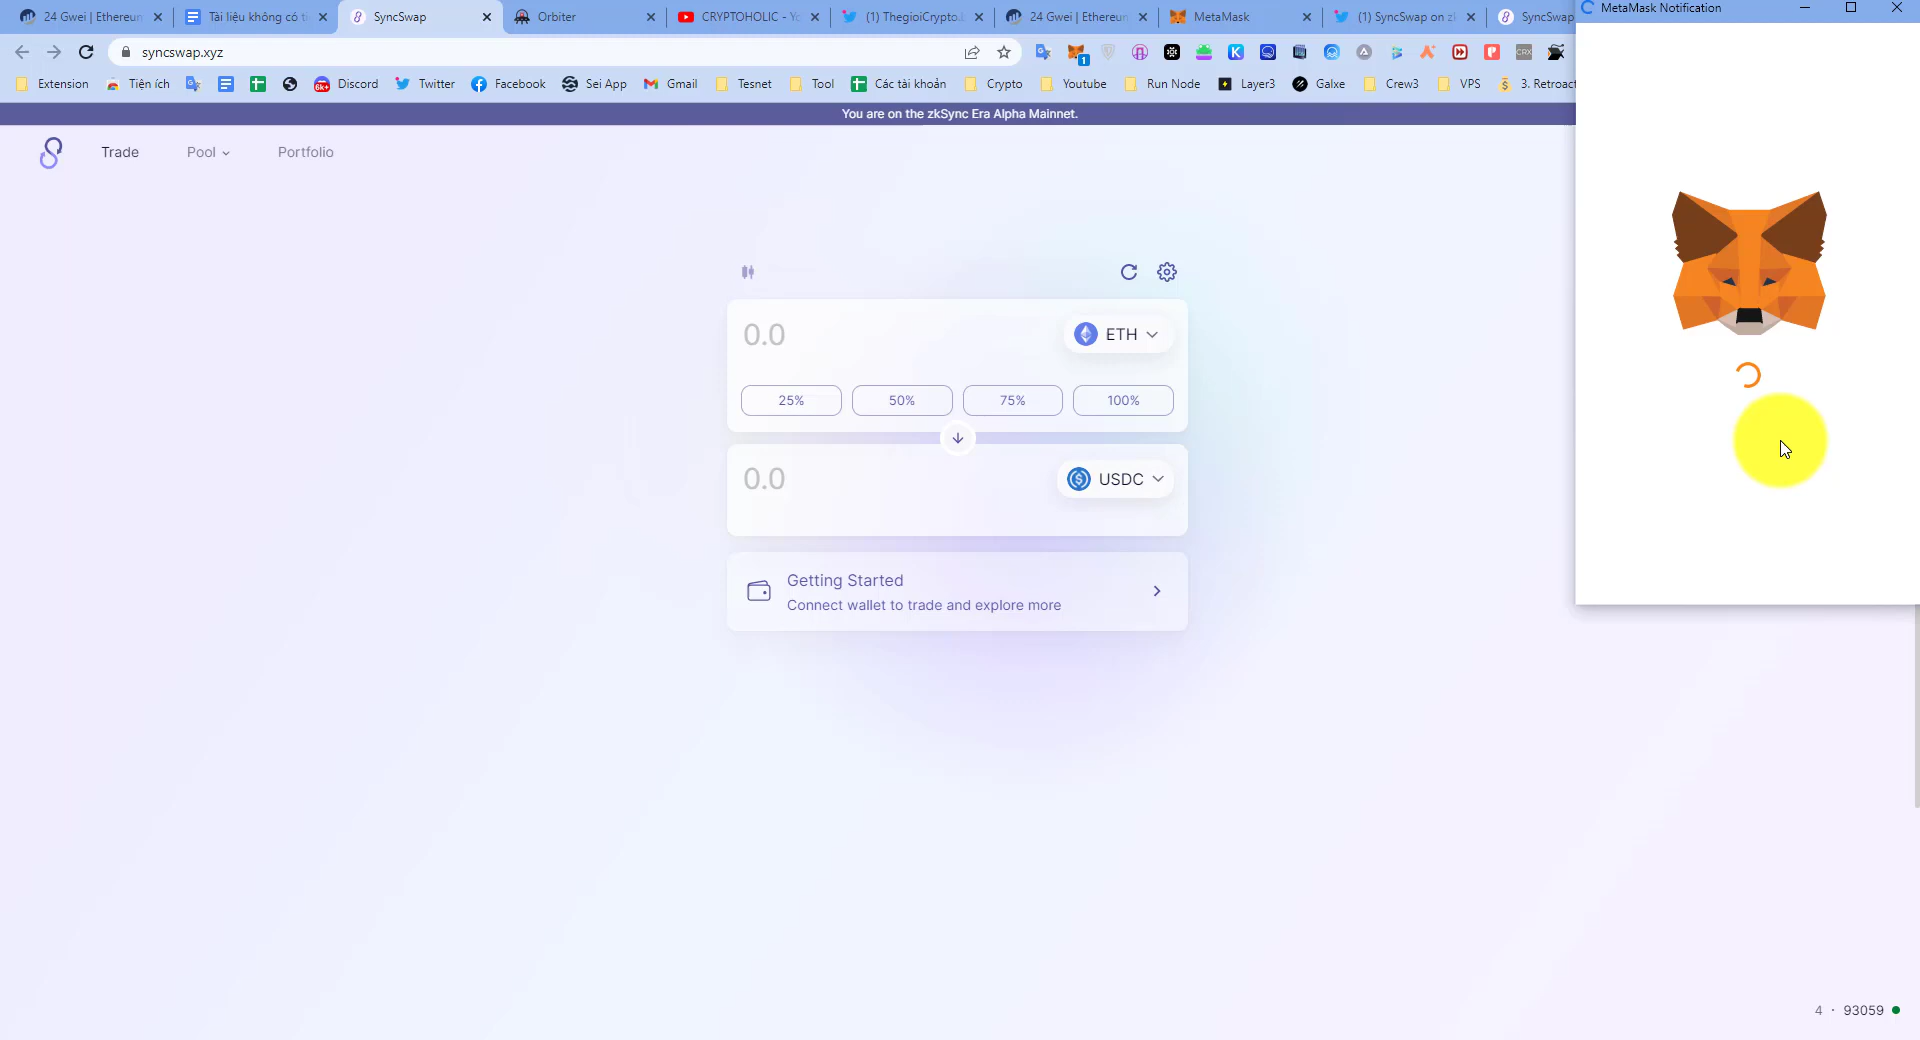 24 Gwei | Ethereum
Tài liệu không có ti
SyncSwap
Orbiter
CRYPTOHOLIC - Yo
(1) ThegioiCrypto.
24 Gwei | Ethereum
MetaMask
(1) SyncSwap on zk
SyncSwap
MetaMask Notification
syncswap.xyz
1
Extension
Tiện ích
6k+
Discord
Twitter
Facebook
Sei App
Gmail
Tesnet
Tool
Các tài khoản
Crypto
Youtube
Run Node
Layer3
Galxe
Crew3
VPS
3. Retroact
You are on the zkSync Era Alpha Mainnet.
Trade
Pool
Portfolio
0.0
ETH
25%
50%
75%
100%
0.0
USDC
Getting Started
Connect wallet to trade and explore more
4 · 93059